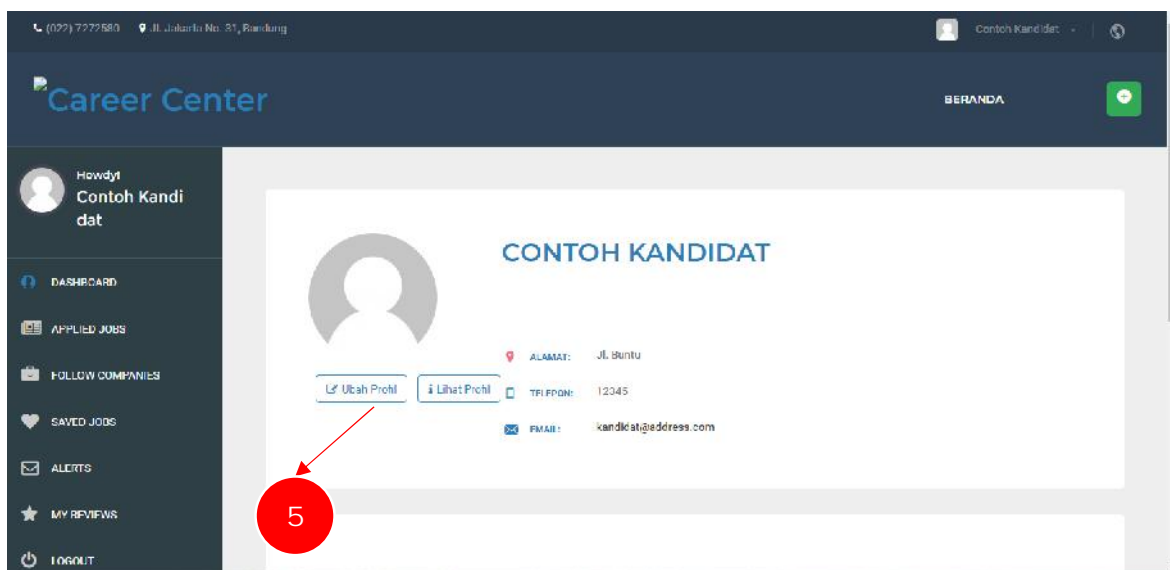 (022) 7272580 Jl. Jakarta No. 31, Bandung
Contoh Kandidat
Career Center
BERANDA
Howdy!
Contoh Kandi
dat
DASHBOARD
APPLIED JOBS
FOLLOW COMPANIES
SAVED JOBS
ALERTS
MY REVIEWS
LOGOUT
CONTOH KANDIDAT
ALAMAT: Jl. Buntu
Ubah Profil Lihat Profil
TELEPON: 12345
EMAIL: kandidat@address.com
5